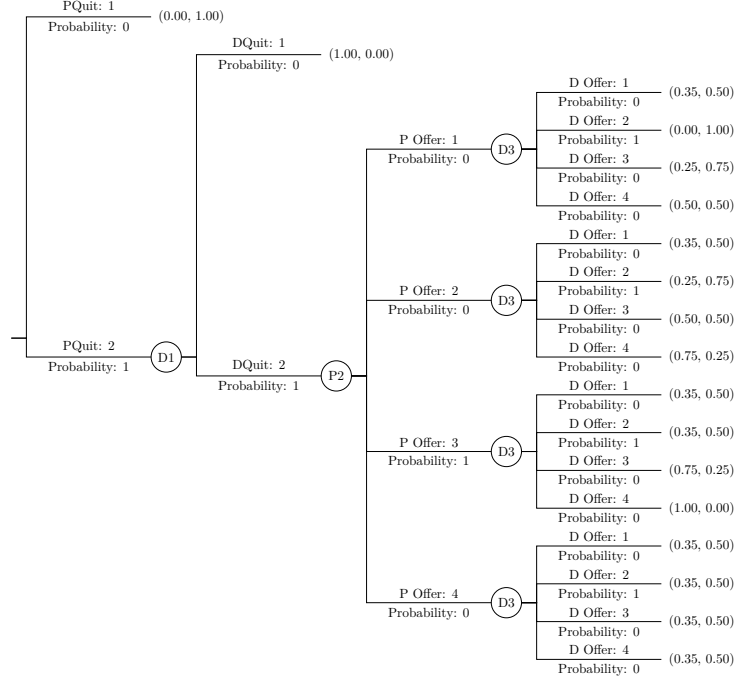 PQuit: 1
Probability: 0
(0.00, 1.00)
DQuit: 1
Probability: 0
(1.00, 0.00)
PQuit: 2
Probability: 1
D1
DQuit: 2
Probability: 1
P2
P Offer: 1
Probability: 0
D3
D Offer: 1
Probability: 0
(0.35, 0.50)
D Offer: 2
Probability: 1
(0.00, 1.00)
D Offer: 3
Probability: 0
(0.25, 0.75)
D Offer: 4
Probability: 0
(0.50, 0.50)
P Offer: 2
Probability: 0
D3
D Offer: 1
Probability: 0
(0.35, 0.50)
D Offer: 2
Probability: 1
(0.25, 0.75)
D Offer: 3
Probability: 0
(0.50, 0.50)
D Offer: 4
Probability: 0
(0.75, 0.25)
P Offer: 3
Probability: 1
D3
D Offer: 1
Probability: 0
(0.35, 0.50)
D Offer: 2
Probability: 1
(0.35, 0.50)
D Offer: 3
Probability: 0
(0.75, 0.25)
D Offer: 4
Probability: 0
(1.00, 0.00)
P Offer: 4
Probability: 0
D3
D Offer: 1
Probability: 0
(0.35, 0.50)
D Offer: 2
Probability: 1
(0.35, 0.50)
D Offer: 3
Probability: 0
(0.35, 0.50)
D Offer: 4
Probability: 0
(0.35, 0.50)